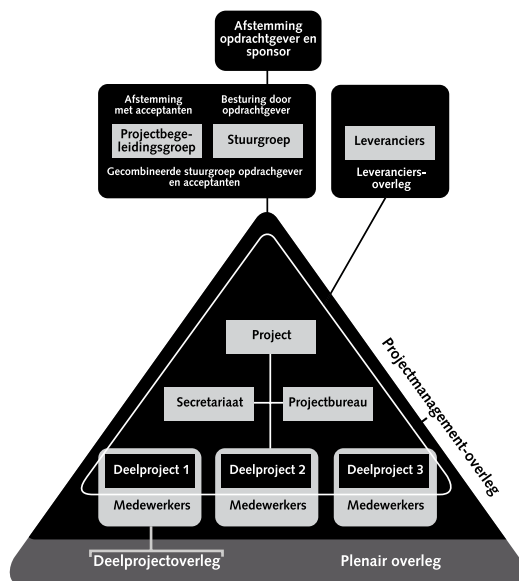 Afstemming
opdrachtgever en
sponsor
Afstemming
met acceptanten
Besturing door
opdrachtgever
Projectbege-
leidingsgroep
Stuurgroep
Gecombineerde stuurgroep opdrachgever
en acceptanten
Leveranciers
Leveranciers-
overleg
Project
Secretariaat
Projectbureau
Projectmanagement-overleg
Deelproject 1
Deelproject 2
Deelproject 3
Medewerkers
Medewerkers
Medewerkers
Deelprojectoverleg
Plenair overleg